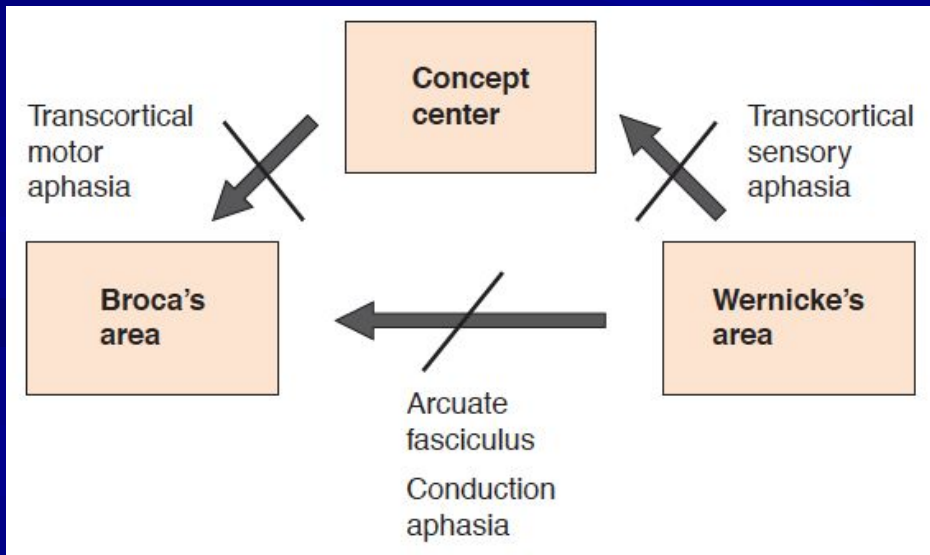 Concept
center
Transcortical
motor
aphasia
Transcortical
sensory
aphasia
Broca's
area
Wernicke's
area
Arcuate
fasciculus
Conduction
aphasia